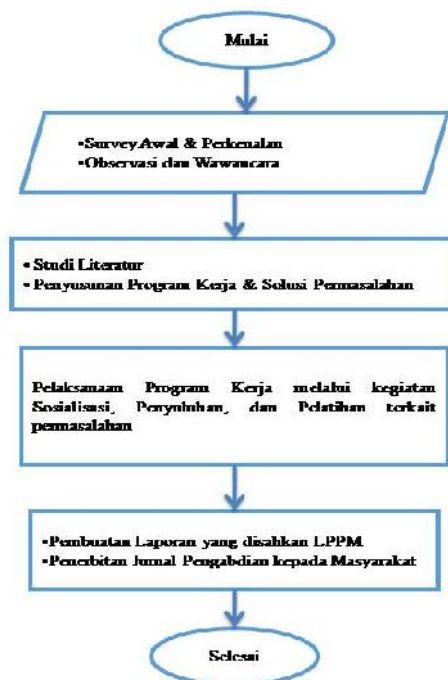 Mulai
•Survey Awal & Perkenalan
•Observasi dan Wawancara
• Studi Literatur
• Penyusunan Program Kerja & Solusi Permasalahan
Pelaksanaan Program Kerja melalui kegiatan
Sosialisasi, Penyuluhan, dan Pelatihan terkait
permasalahan
•Pembuatan Laporan yang disahkan LPPM
•Penerbitan Jurnal Pengabdian kepada Masyarakat
Selesai